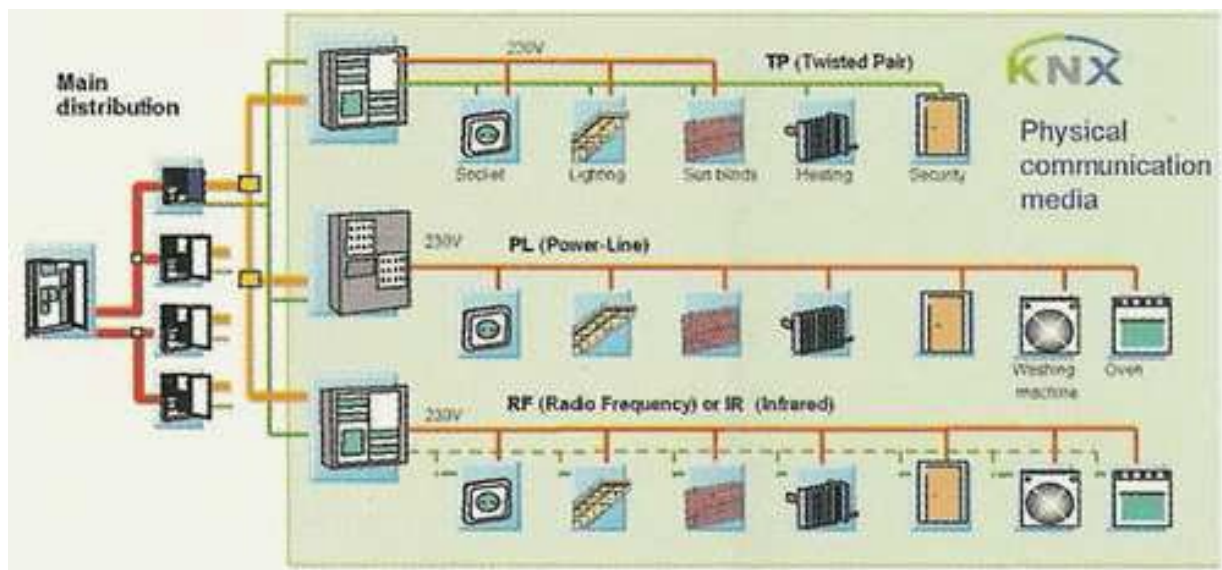 Main
distribution
230V
TP (Twisted Pair)
KNX
Physical
communication
media
Socket
Lighting
Sun blinds
Heating
Security
230V
PL (Power-Line)
Washing
machine
Oven
230V
RF (Radio Frequency) or IR (Infrared)